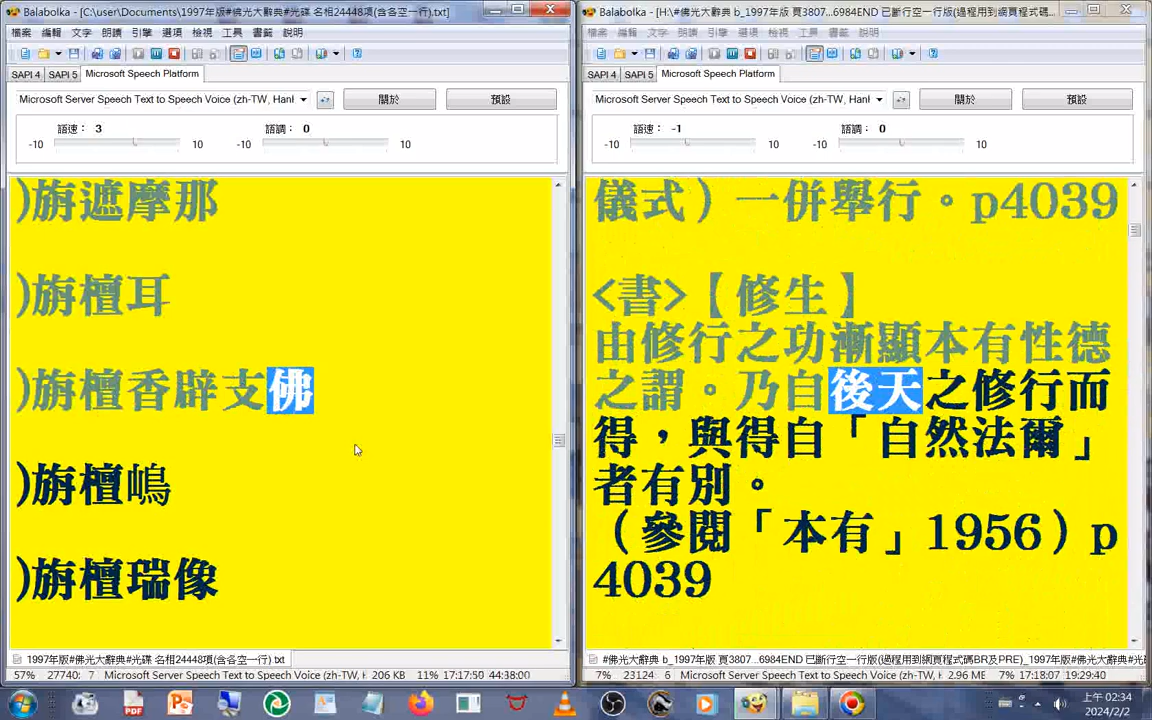 Balabolka - [C:\user\Documents\1997年版#佛光大辭典#光碟 名相24448項(含各空一行).txt]
檔案 編輯 文字 朗讀 引擎 選項 檢視 工具 書籤 說明
SAPI 4 SAPI 5 Microsoft Speech Platform
Microsoft Server Speech Text to Speech Voice (zh-TW, Hanl
關於 預設
語速： 3 語調： 0
-10 10 -10 10
)旃遮摩那
)旃檀耳
)旃檀香辟支佛
)旃檀嶋
)旃檀瑞像
1997年版#佛光大辭典#光碟 名相24448項(含各空一行).txt
57% 27740: 7 Microsoft Server Speech Text to Speech Voice (zh-TW, H 206 KB 11% 17:17:50 44:38:00
Balabolka - [H:\#佛光大辭典 b_1997年版 頁3807...6984END 已斷行空一行版(過程用到網頁程式碼
檔案 編輯 文字 朗讀 引擎 選項 檢視 工具 書籤 說明
SAPI 4 SAPI 5 Microsoft Speech Platform
Microsoft Server Speech Text to Speech Voice (zh-TW, Hanl
關於 預設
語速： -1 語調： 0
-10 10 -10 10
儀式）一併舉行。p4039
<書>【修生】
由修行之功漸顯本有性德
之謂。乃自後天之修行而
得，與得自「自然法爾」
者有別。
（參閱「本有」1956）p
4039
#佛光大辭典 b_1997年版 頁3807...6984END 已斷行空一行版(過程用到網頁程式碼BR及PRE)_1997年版#光
7% 23124: 6 Microsoft Server Speech Text to Speech Voice (zh-TW, H 2.96 ME 7% 17:18:07 19:29:40
PDF
上午 02:34
2024/2/2